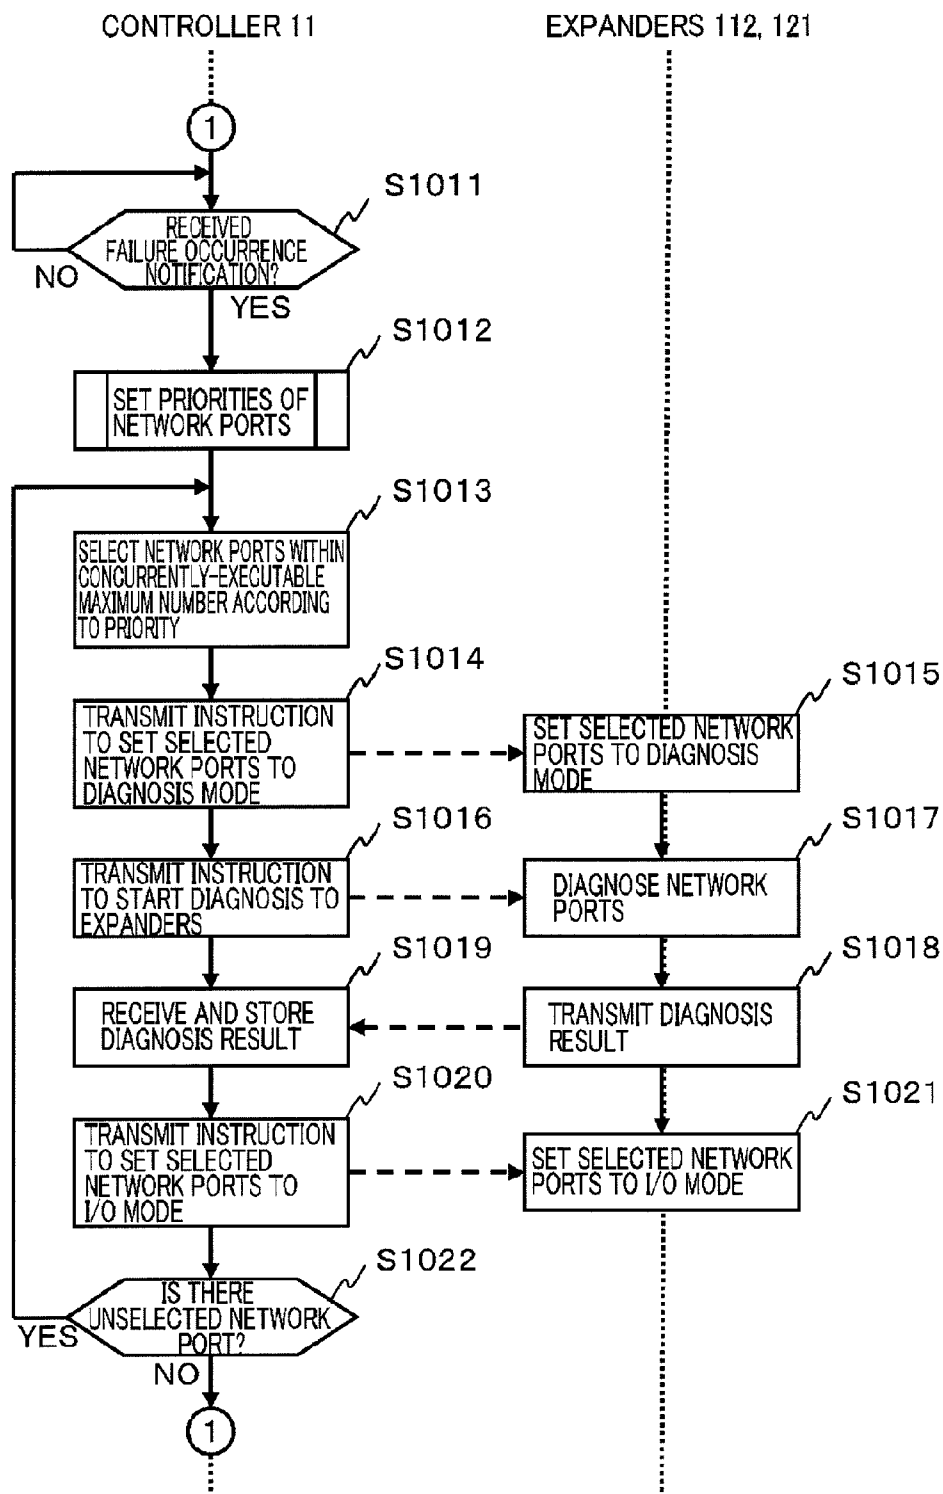 CONTROLLER 11
EXPANDERS 112, 121
1
S1011
RECEIVED
FAILURE OCCURRENCE
NOTIFICATION?
NO
YES
S1012
SET PRIORITIES OF
NETWORK PORTS
S1013
SELECT NETWORK PORTS WITHIN
CONCURRENTLY-EXECUTABLE
MAXIMUM NUMBER ACCORDING
TO PRIORITY
S1014
TRANSMIT INSTRUCTION
TO SET SELECTED
NETWORK PORTS TO
DIAGNOSIS MODE
S1015
SET SELECTED NETWORK
PORTS TO DIAGNOSIS
MODE
S1016
TRANSMIT INSTRUCTION
TO START DIAGNOSIS TO
EXPANDERS
S1017
DIAGNOSE NETWORK
PORTS
S1019
RECEIVE AND STORE
DIAGNOSIS RESULT
S1018
TRANSMIT DIAGNOSIS
RESULT
S1020
TRANSMIT INSTRUCTION
TO SET SELECTED
NETWORK PORTS TO
I/O MODE
S1021
SET SELECTED NETWORK
PORTS TO I/O MODE
S1022
IS THERE
UNSELECTED NETWORK
PORT?
YES
NO
1